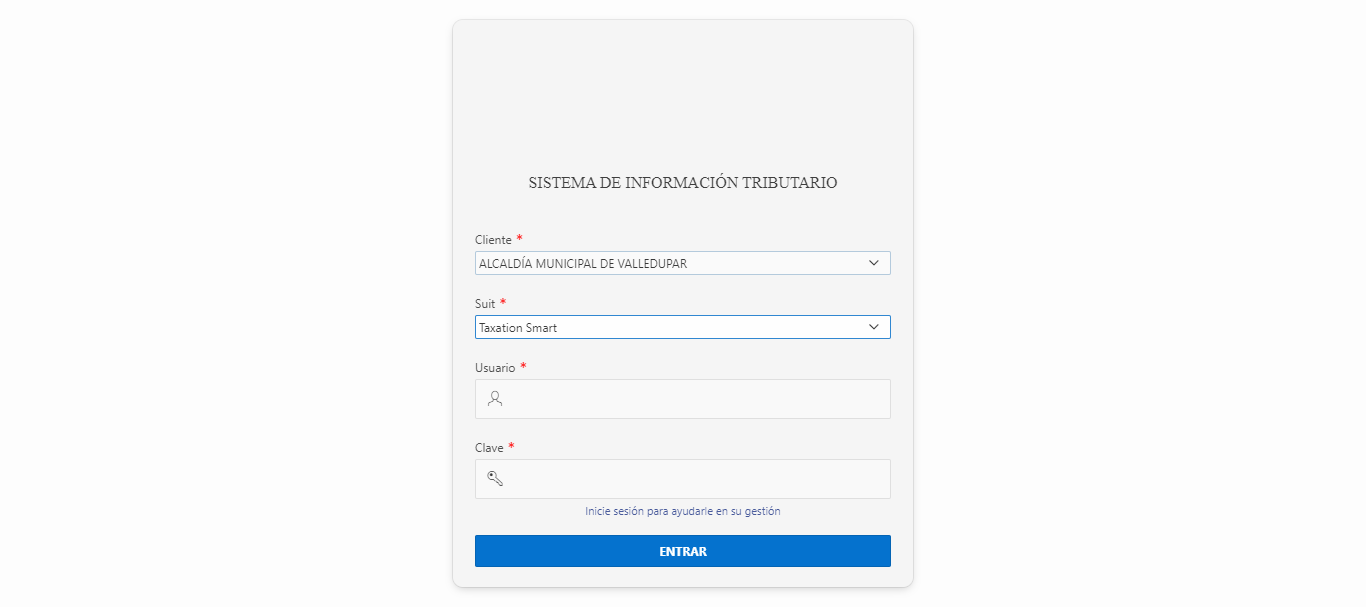 SISTEMA DE INFORMACIÓN TRIBUTARIO
Cliente *
ALCALDÍA MUNICIPAL DE VALLEDUPAR
Suit *
Taxation Smart
Usuario *
Clave *
Inicie sesión para ayudarle en su gestión
ENTRAR